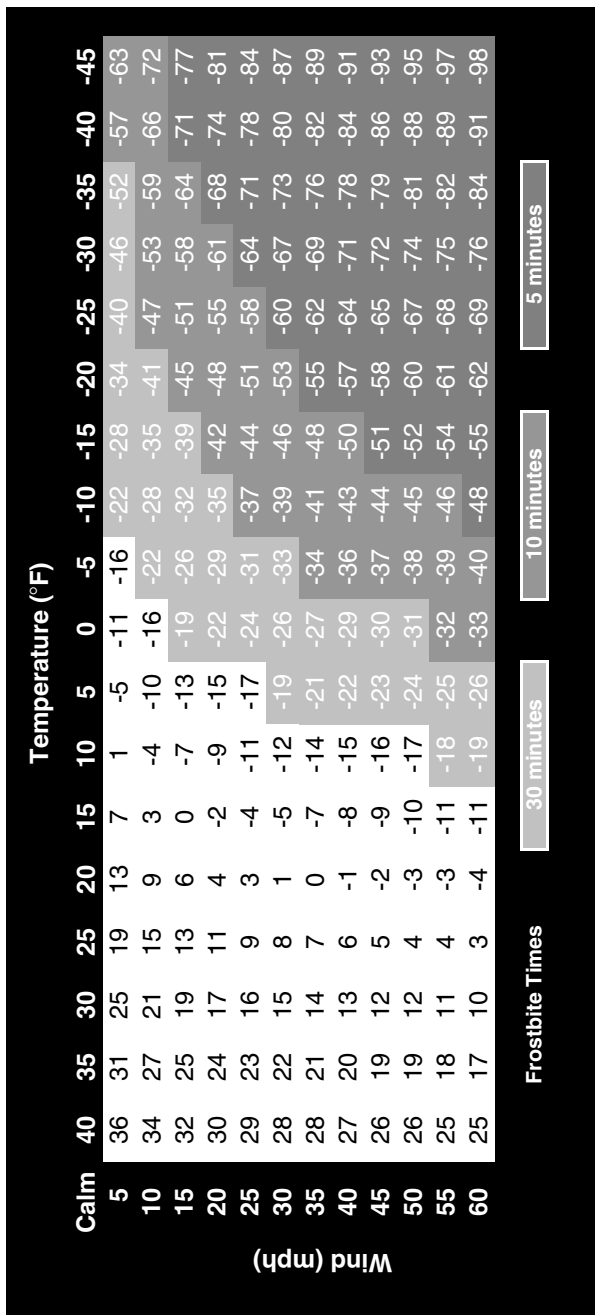 Temperature (°F)
Calm 40 35 30 25 20 15 10 5 0 -5 -10 -15 -20 -25 -30 -35 -40 -45
5 36 31 25 19 13 7 1 -5 -11 -16 -22 -28 -34 -40 -46 -52 -57 -63
10 34 27 21 15 9 3 -4 -10 -16 -22 -28 -35 -41 -47 -53 -59 -66 -72
15 32 25 19 13 6 0 -7 -13 -19 -26 -32 -39 -45 -51 -58 -64 -71 -77
20 30 24 17 11 4 -2 -9 -15 -22 -29 -35 -42 -48 -55 -61 -68 -74 -81
25 29 23 16 9 3 -4 -11 -17 -24 -31 -37 -44 -51 -58 -64 -71 -78 -84
30 28 22 15 8 1 -5 -12 -19 -26 -33 -39 -46 -53 -60 -67 -73 -80 -87
35 28 21 14 7 0 -7 -14 -21 -27 -34 -41 -48 -55 -62 -69 -76 -82 -89
40 27 20 13 6 -1 -8 -15 -22 -29 -36 -43 -50 -57 -64 -71 -78 -84 -91
45 26 19 12 5 -2 -9 -16 -23 -30 -37 -44 -51 -58 -65 -72 -79 -86 -93
50 26 19 12 4 -3 -10 -17 -24 -31 -38 -45 -52 -60 -67 -74 -81 -88 -95
55 25 18 11 4 -3 -11 -18 -25 -32 -39 -46 -54 -61 -68 -75 -82 -89 -97
60 25 17 10 3 -4 -11 -19 -26 -33 -40 -48 -55 -62 -69 -76 -84 -91 -98
Wind (mph)
Frostbite Times 30 minutes 10 minutes 5 minutes